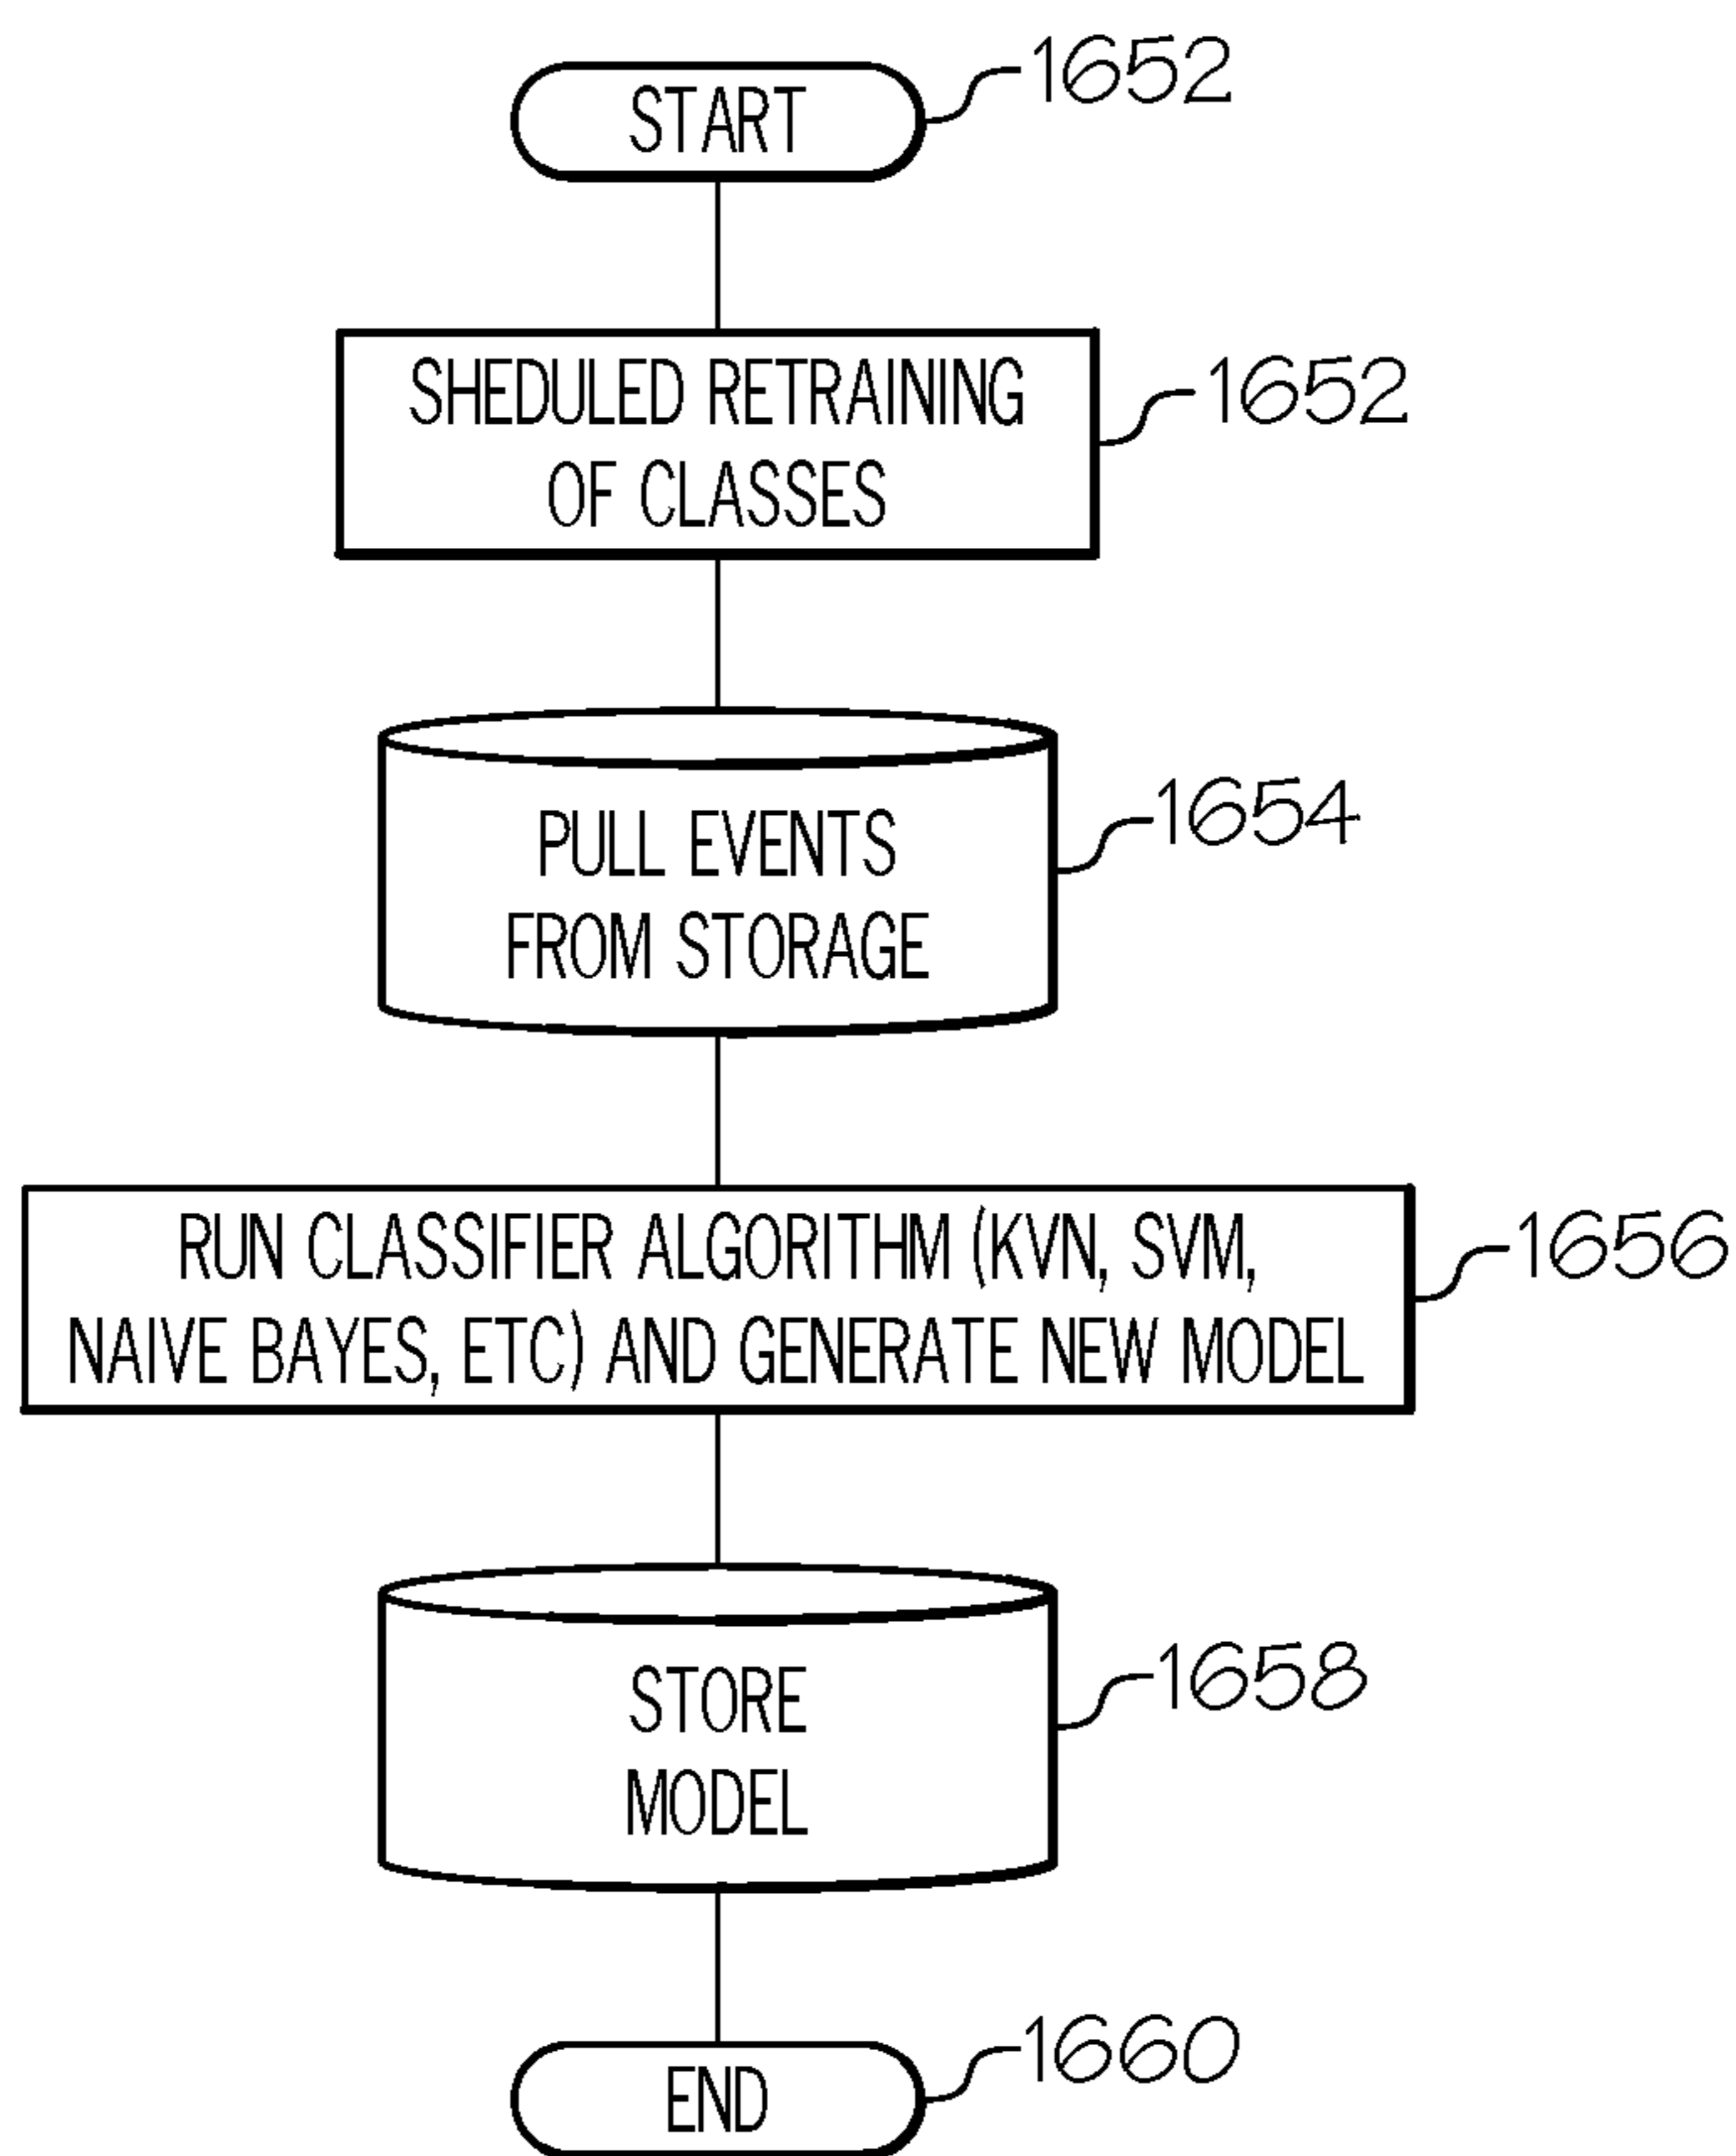 START
1652
SHEDULED RETRAINING
OF CLASSES
1652
PULL EVENTS
FROM STORAGE
1654
RUN CLASSIFIER ALGORITHM (KVN, SVM,
NAIVE BAYES, ETC) AND GENERATE NEW MODEL
1656
STORE
MODEL
1658
END
1660